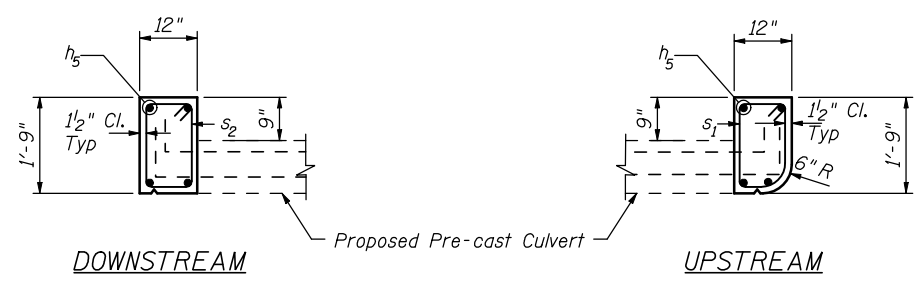 12"
h5
1'-9"
1½" Cl.
Typ
s2
9"
DOWNSTREAM
Proposed Pre-cast Culvert
12"
h5
9"
s1
1½" Cl.
Typ
6" R
1'-9"
UPSTREAM